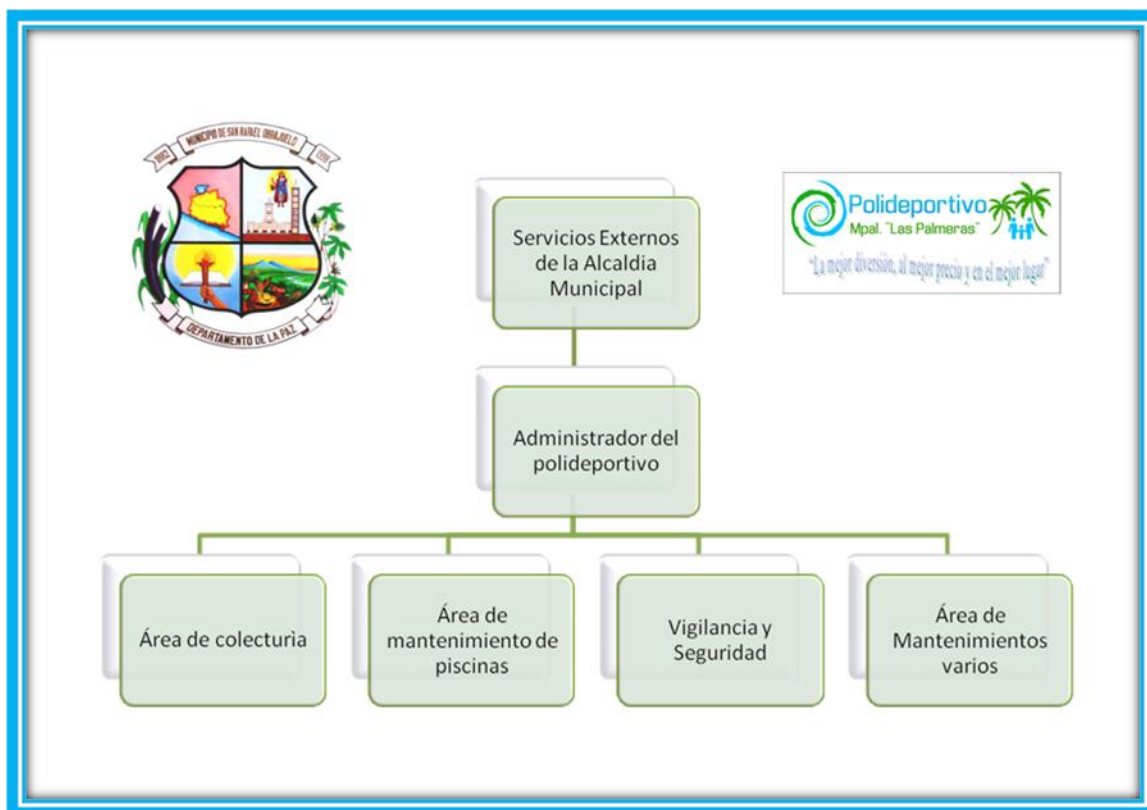 MUNICIPIO DE SAN RAFAEL OBRAJUELO
1882
DEPARTAMENTO DE LA PAZ
Polideportivo
Mpal. "Las Palmeras"
"La mejor diversión, al mejor precio y en el mejor lugar"
Servicios Externos
de la Alcaldia
Municipal
Administrador del
polideportivo
Área de colecturìa
Área de
mantenimiento de
piscinas
Vigilancia y
Seguridad
Área de
Mantenimientos
varios